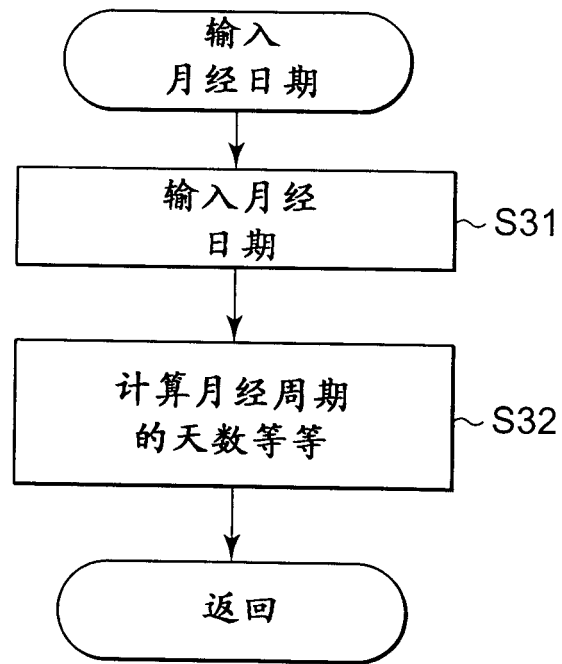 输入
月经日期
输入月经
日期
S31
计算月经周期
的天数等等
S32
返回